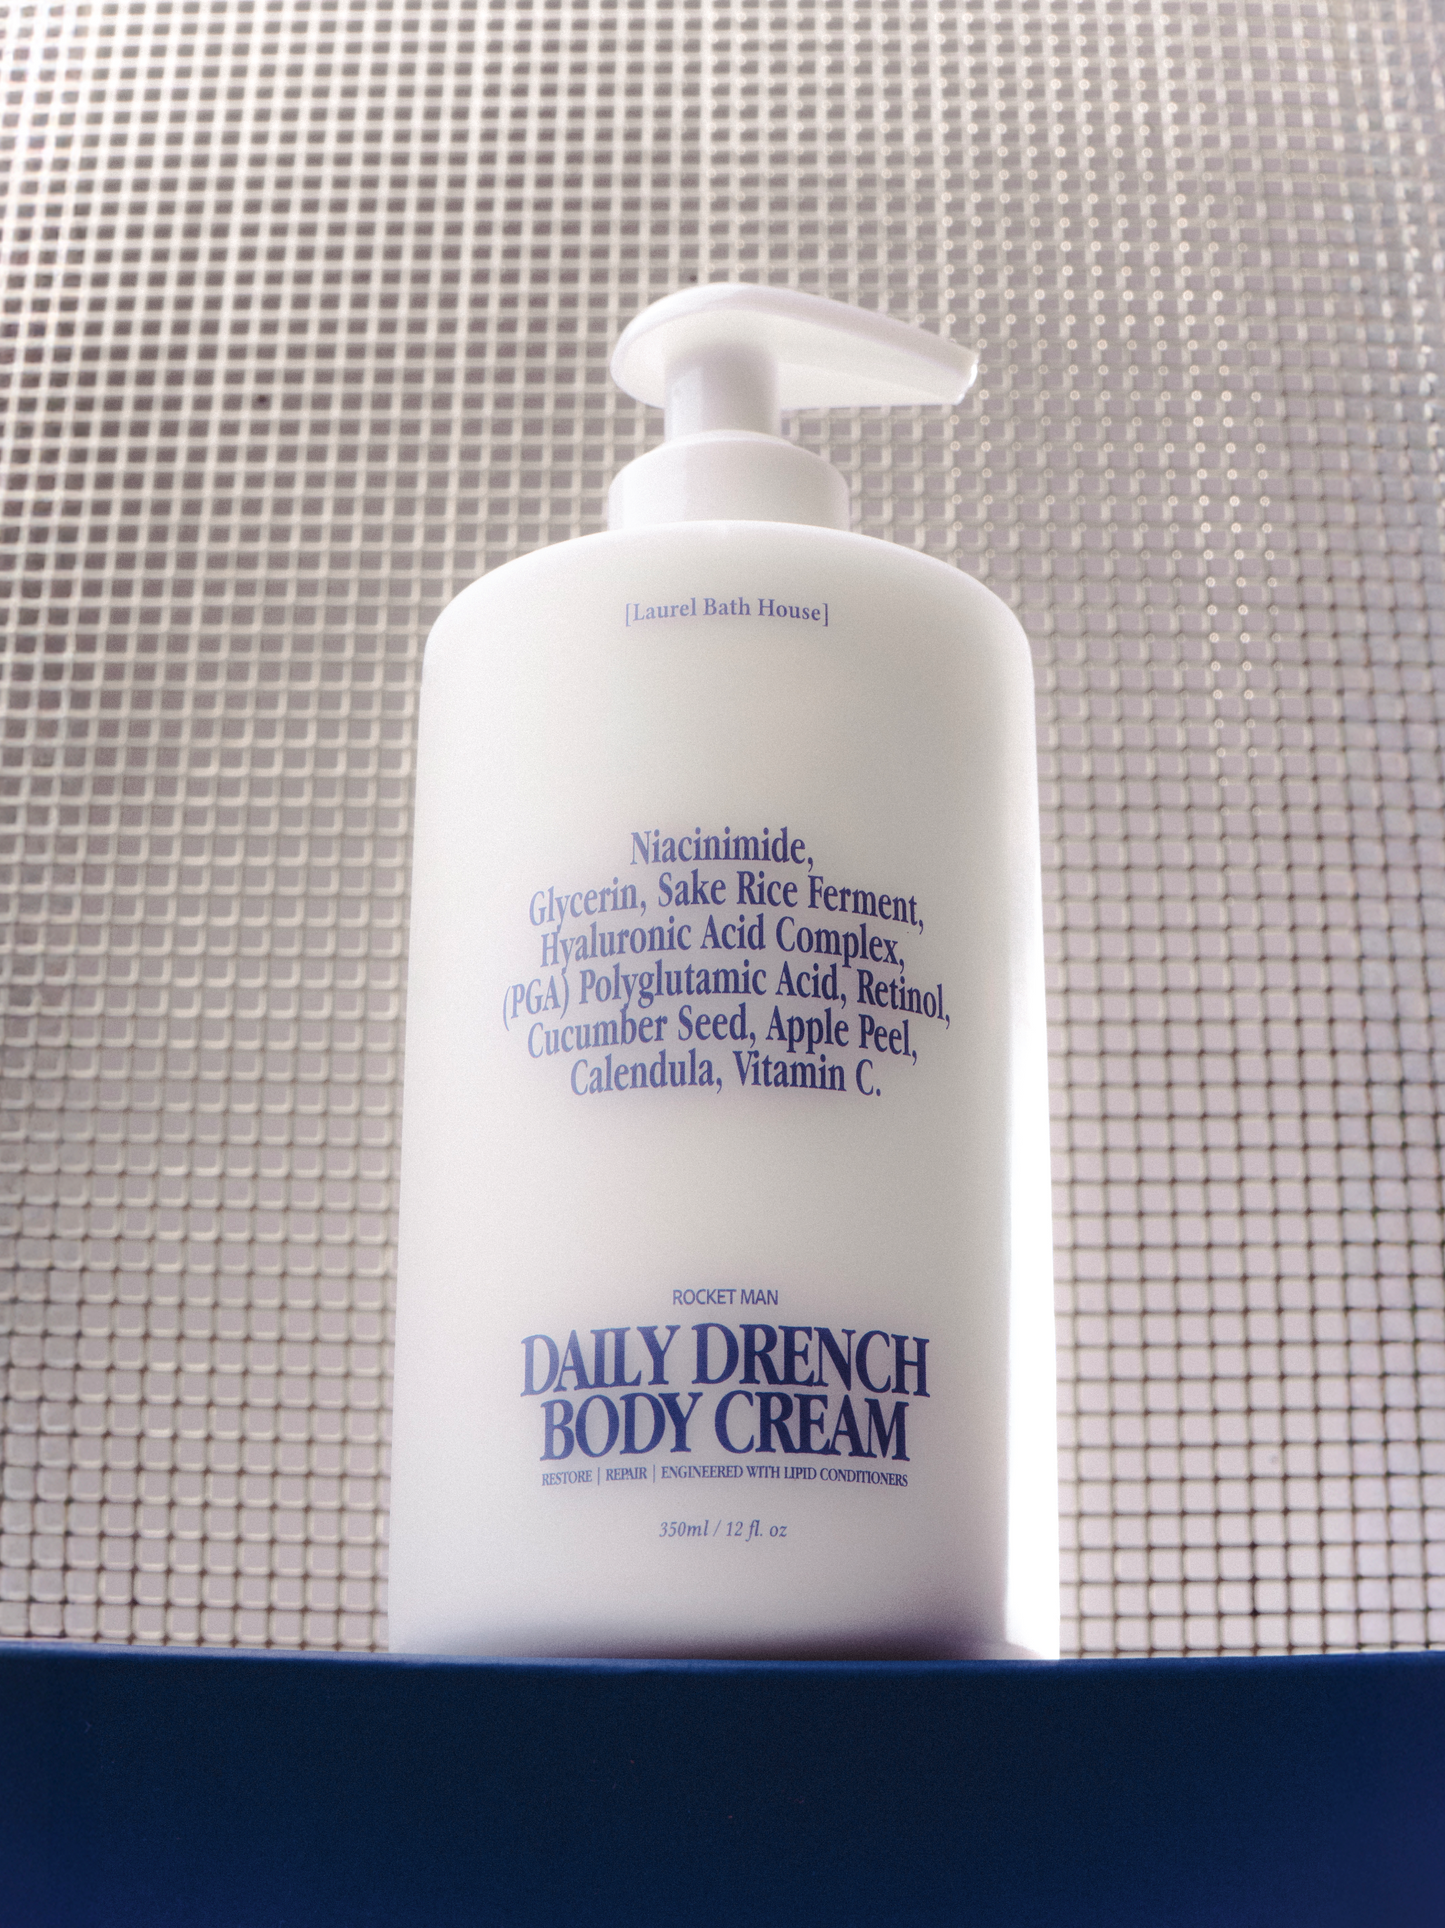 [Laurel Bath House]
Niacinimide,
Glycerin, Sake Rice Ferment,
Hyaluronic Acid Complex,
(PGA) Polyglutamic Acid, Retinol,
Cucumber Seed, Apple Peel,
Calendula, Vitamin C.
ROCKET MAN
DAILY DRENCH
BODY CREAM
RESTORE | REPAIR | ENGINEERED WITH LIPID CONDITIONERS
350ml / 12 fl. oz